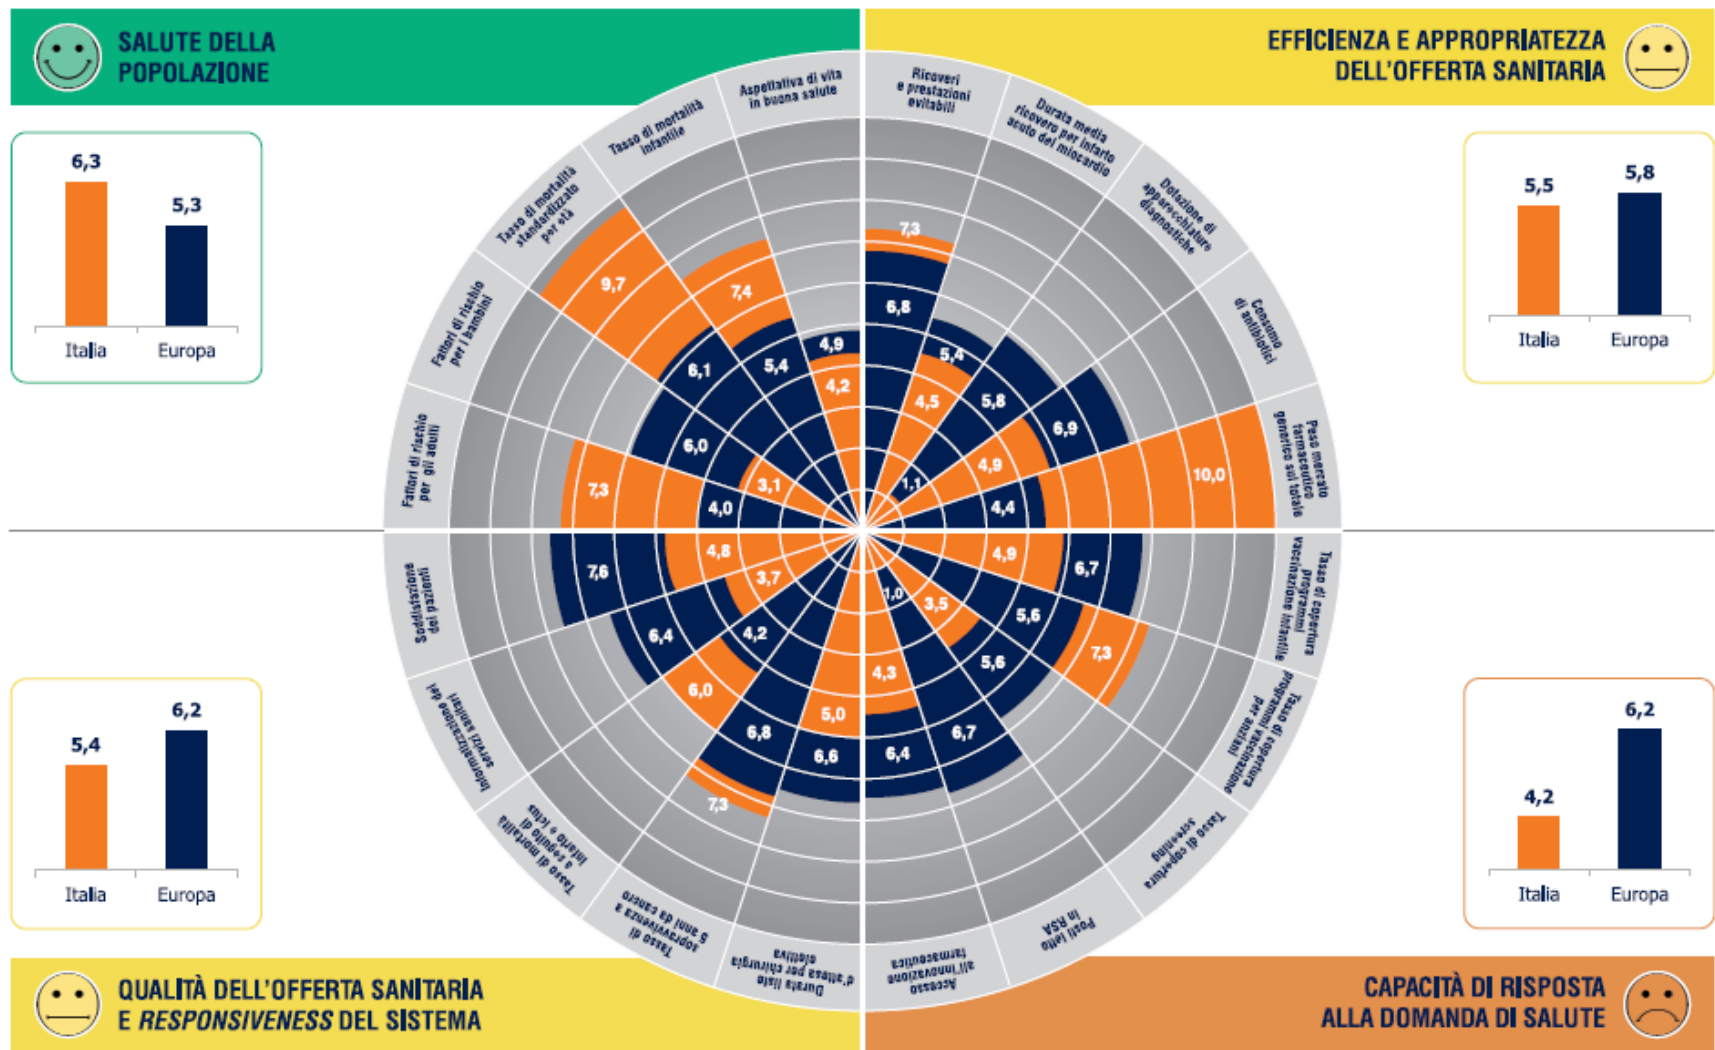 SALUTE DELLA
POPOLAZIONE
EFFICIENZA E APPROPRIATEZZA
DELL'OFFERTA SANITARIA
6,3
5,3
Italia
Europa
5,5
5,8
Italia
Europa
Aspettativa di vita
in buona salute
4,9
4,2
Tasso di mortalità
infantile
7,4
5,4
Tasso di mortalità
standardizzato
per età
9,7
6,1
Fattori di rischio
per i bambini
6,0
3,1
Fattori di rischio
per gli adulti
7,3
4,0
Ricoveri
e prestazioni
evitabili
7,3
6,8
Durata media
ricovero per infarto
acuto del miocardio
5,4
4,5
Dotazione di
apparecchiature
diagnostiche
5,8
1,1
Consumo
di antibiotici
6,9
4,9
Peso mercato
farmaceutico
generico sul totale
10,0
4,4
Soddisfazione
dei pazienti
7,6
4,8
Informatizzazione dei
servizi sanitari
6,4
3,7
Tasso di mortalità
a seguito di
infarto e ictus
6,0
4,2
Tasso di
sopravvivenza a
5 anni da cancro
7,3
6,8
Durata liste
d'attesa per chirurgia
elettiva
6,6
5,0
Tasso di copertura
programmi
vaccinazione infantile
4,9
6,7
Tasso di copertura
programmi vaccinazione
per anziani
5,6
7,3
Tasso di copertura
screening
3,5
5,6
Posti letto
in RSA
1,0
6,7
Accesso
all'innovazione
farmaceutica
4,3
6,4
5,4
6,2
Italia
Europa
4,2
6,2
Italia
Europa
QUALITÀ DELL'OFFERTA SANITARIA
E RESPONSIVENESS DEL SISTEMA
CAPACITÀ DI RISPOSTA
ALLA DOMANDA DI SALUTE